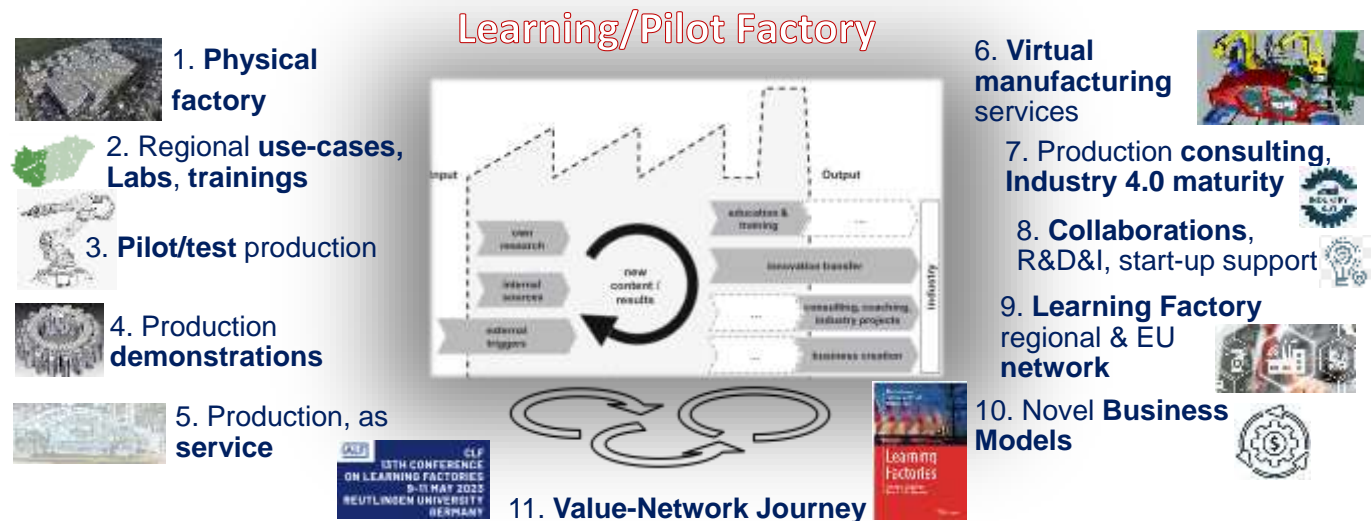 Learning/Pilot Factory
1. Physical
factory
2. Regional use-cases,
Labs, trainings
3. Pilot/test production
4. Production
demonstrations
5. Production, as
service
Input
Output
own
research
internal
sources
external
triggers
new
content /
results
education &
training
...
innovation transfer
...
consulting, coaching,
industry projects
...
business creation
Industry
6. Virtual
manufacturing
services
7. Production consulting,
Industry 4.0 maturity
INDUSTRY
4.0
8. Collaborations,
R&D&I, start-up support
9. Learning Factory
regional & EU
network
10. Novel Business
Models
$
CLF
13TH CONFERENCE
ON LEARNING FACTORIES
9-11 MAY 2023
REUTLINGEN UNIVERSITY
GERMANY
Learning
Factories
11. Value-Network Journey